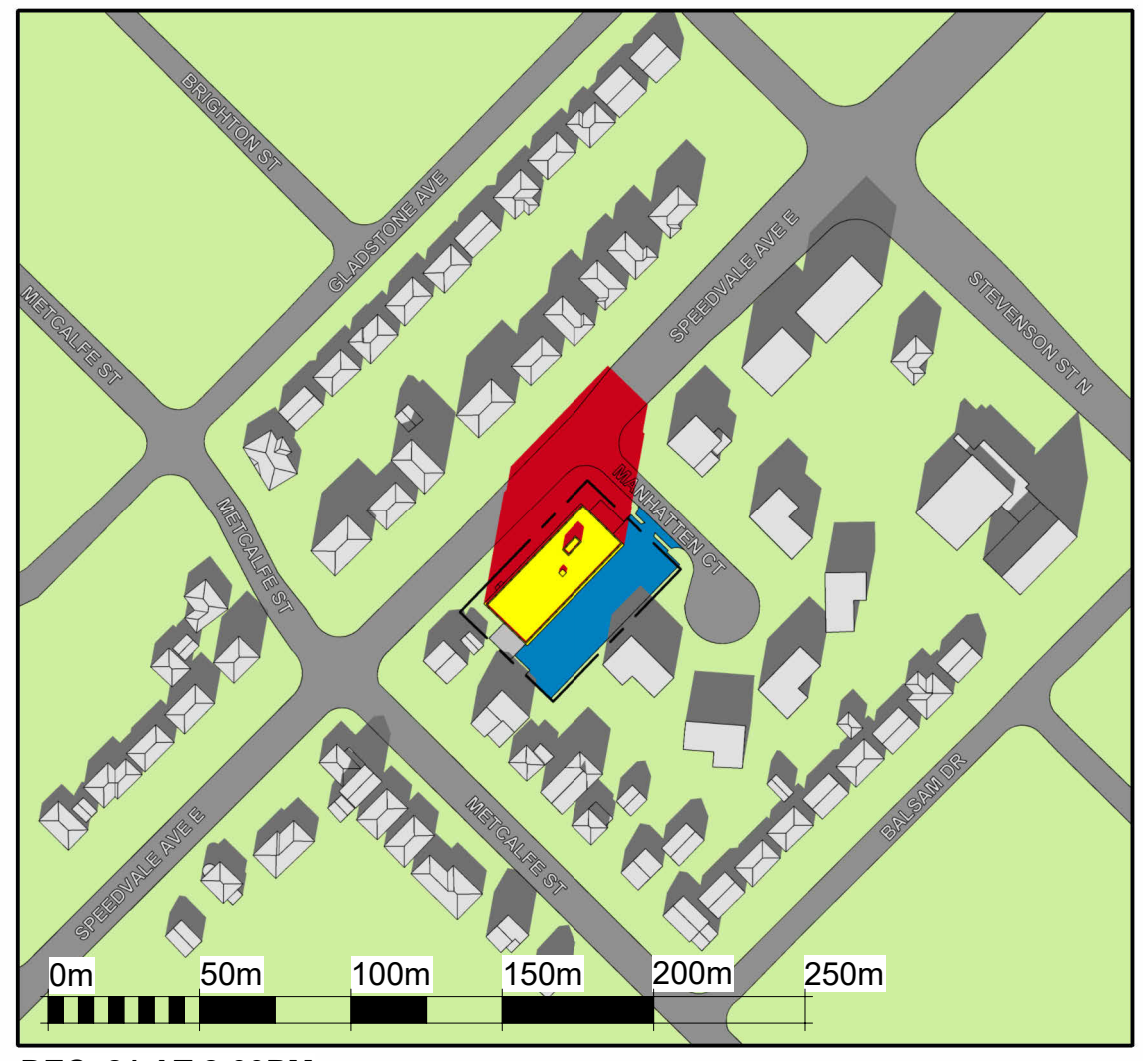 BRIGHTON ST
GLADSTONE AVE
METCALFE ST
SPEEDVALE AVE E
STEVENSON ST N
METCALFE ST
MANHATTEN CT
SPEEDVALE AVE E
METCALFE ST
BALSAM DR
0m 50m 100m 150m 200m 250m